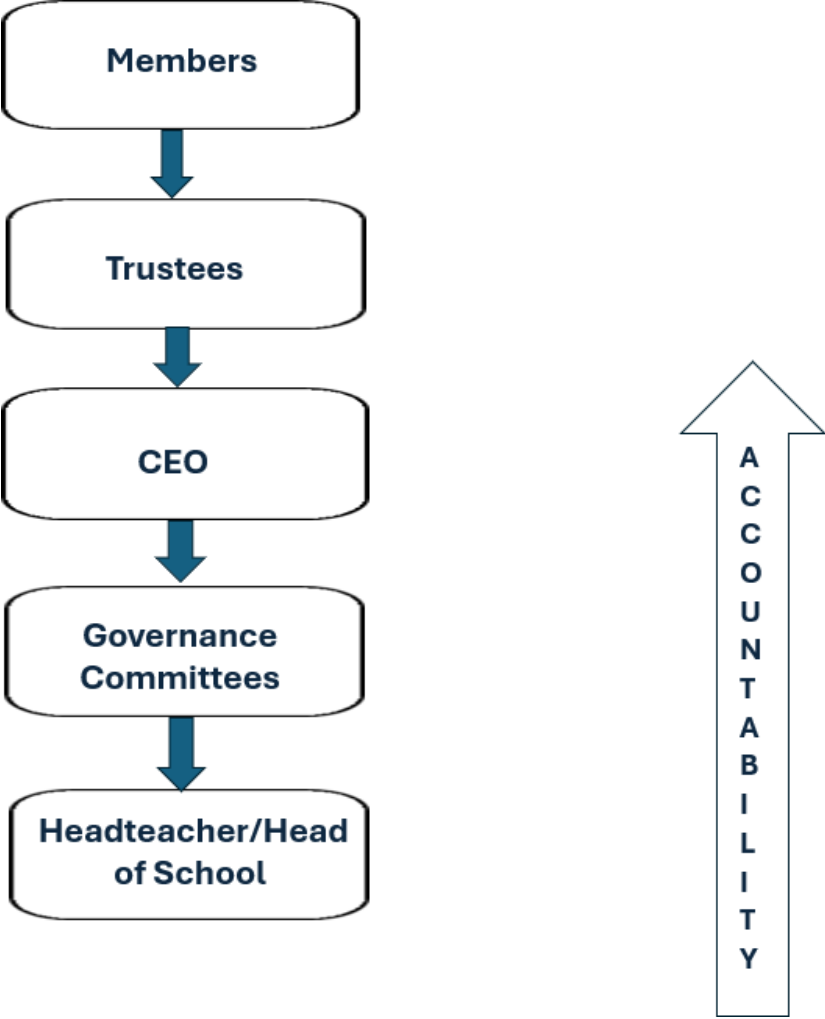 Members
Trustees
CEO
Governance
Committees
Headteacher/Head
of School
A
C
C
O
U
N
T
A
B
I
L
I
T
Y